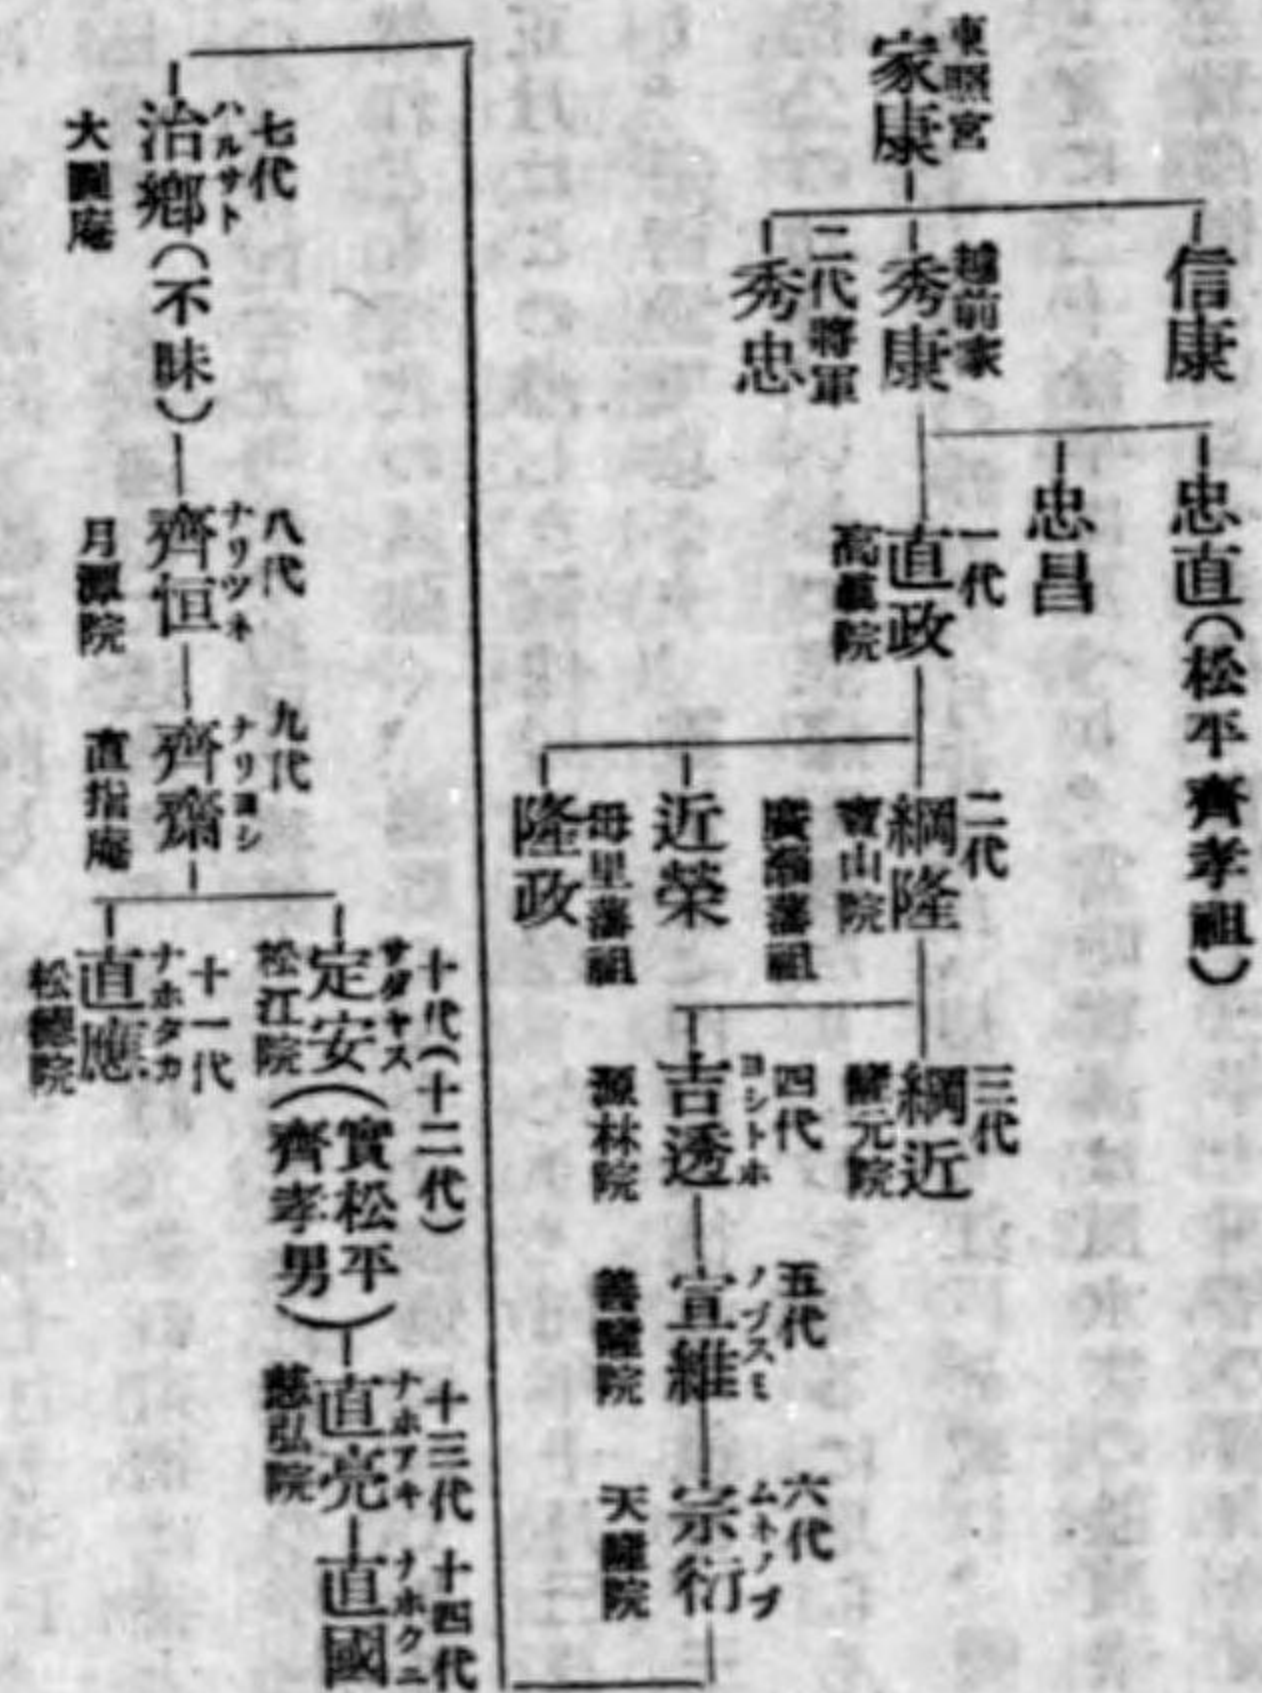 東照宮
家康
信康
越前家
秀康
二代將軍
秀忠
忠直(松平齊孝祖)
忠昌
一代
直政
高眞院
二代
綱隆
寶山院
近榮
廣瀬藩祖
隆政
母里藩祖
三代
綱近
隆元院
四代
ヨシトホ
吉透
源林院
五代
ノブズミ
宣維
善隆院
六代
ムネノブ
宗衍
天隆院
七代
ハルサト
治鄕(不昧)
大圓庵
八代
ナリツネ
齊恒
月潭院
九代
ナリヨシ
齊齋
直指庵
十代(十二代)
サダヤス
定安(實松平齊孝男)
松江院
十一代
ナホタカ
直應
松德院
十三代
ナホアキ
直亮
慈弘院
十四代
ナホクニ
直國